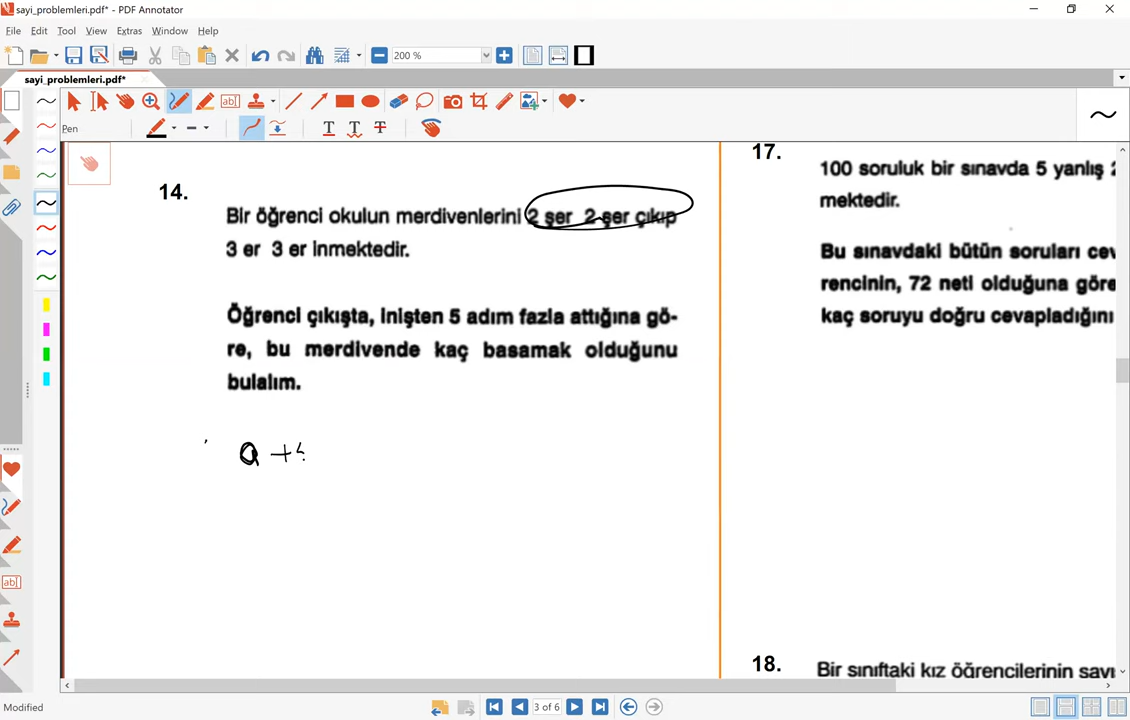 sayi_problemleri.pdf* - PDF Annotator
File Edit Tool View Extras Window Help
200 %
sayi_problemleri.pdf*
Pen
14.
Bir öğrenci okulun merdivenlerini 2 şer 2 şer çıkıp
3 er 3 er inmektedir.
Öğrenci çıkışta, inişten 5 adım fazla attığına gö-
re, bu merdivende kaç basamak olduğunu
bulalım.
a +
17.
100 soruluk bir sınavda 5 yanlış 2
mektedir.
Bu sınavdaki bütün soruları cev
rencinin, 72 neti olduğuna göre
kaç soruyu doğru cevapladığını
18.
Bir sınıftaki kız öğrencilerinin sayı
Modified
3 of 6